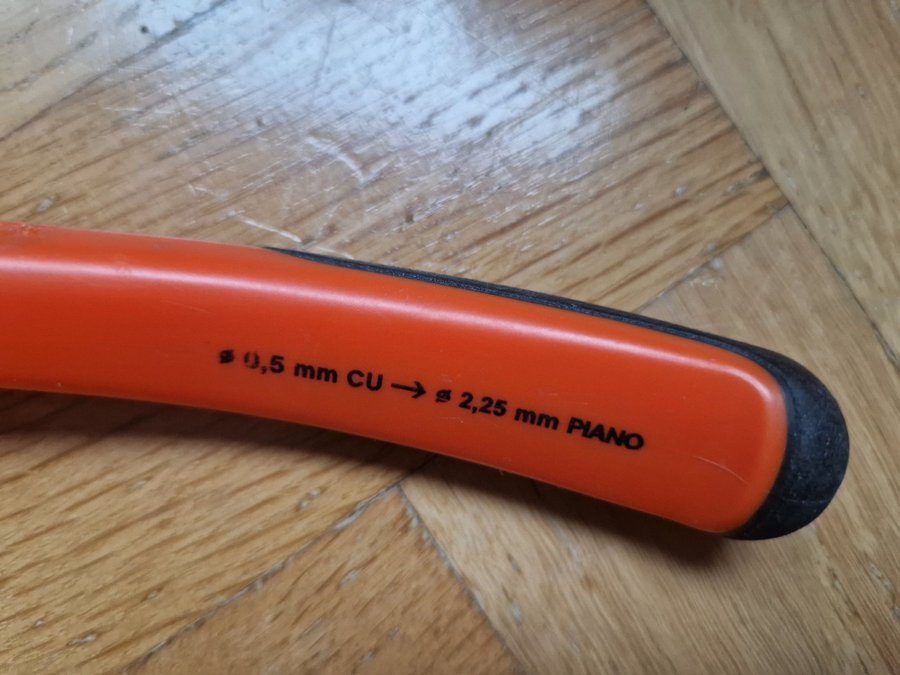 ø 0,5 mm CU → ø 2,25 mm PIANO